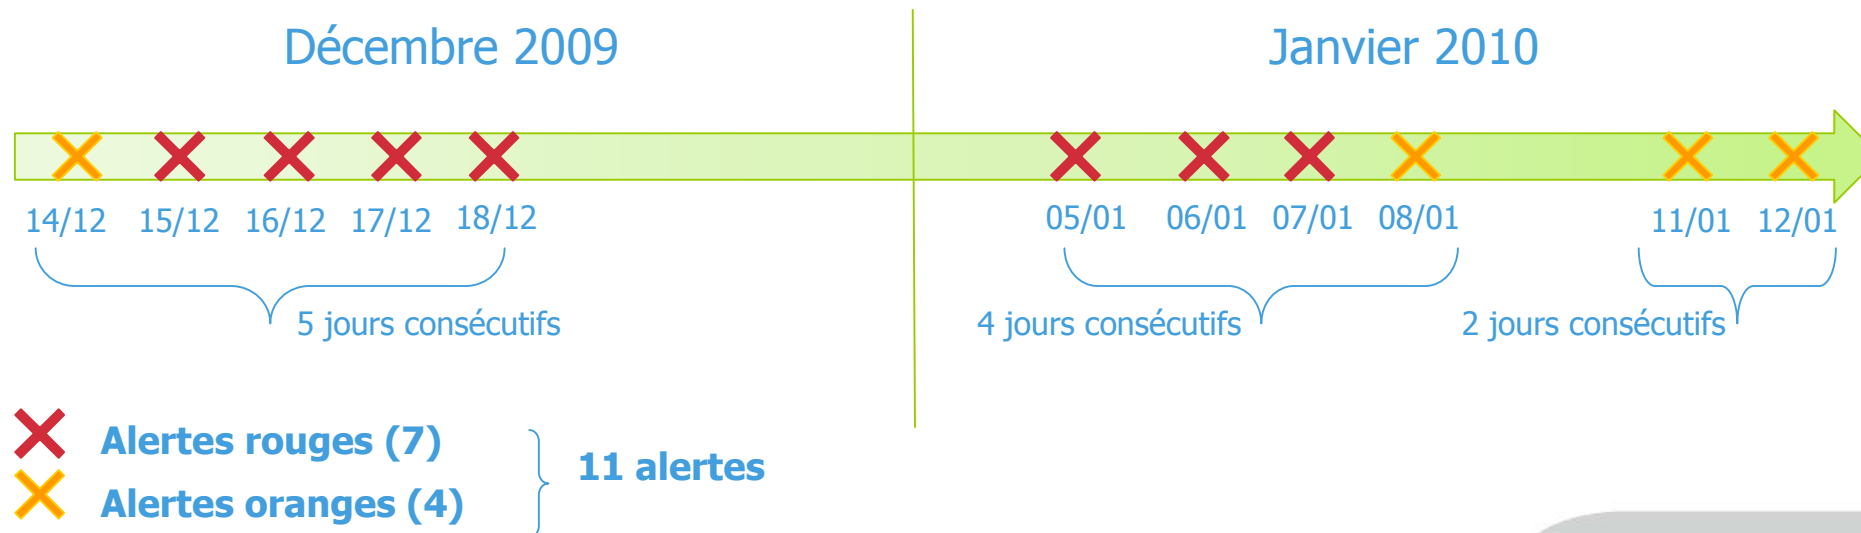 Décembre 2009
Janvier 2010
14/12 15/12 16/12 17/12 18/12
05/01 06/01 07/01 08/01 11/01 12/01
5 jours consécutifs
4 jours consécutifs
2 jours consécutifs
Alertes rouges (7)
11 alertes
Alertes oranges (4)